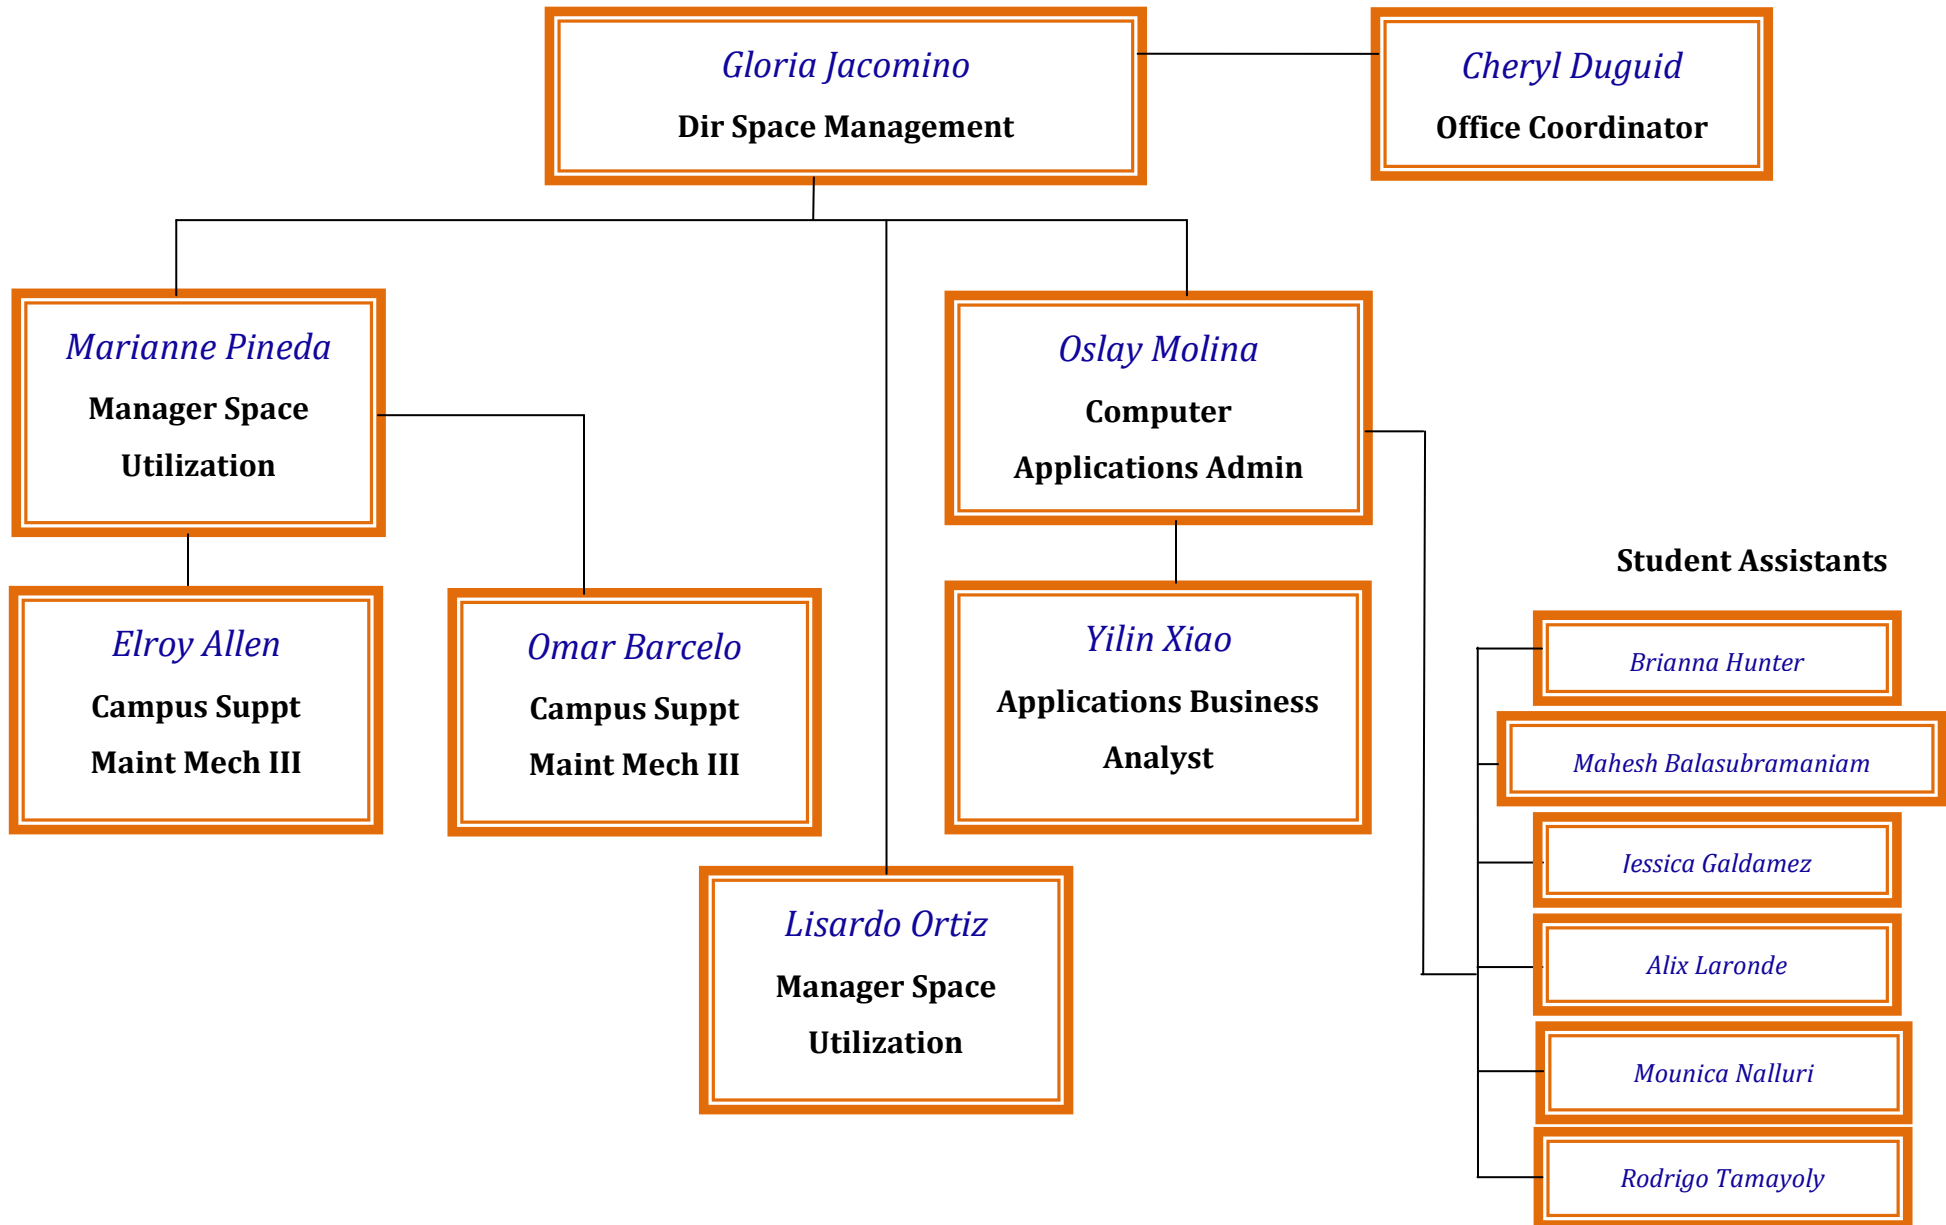 Gloria Jacomino
Dir Space Management
Cheryl Duguid
Office Coordinator
Marianne Pineda
Manager Space
Utilization
Oslay Molina
Computer
Applications Admin
Elroy Allen
Campus Suppt
Maint Mech III
Omar Barcelo
Campus Suppt
Maint Mech III
Yilin Xiao
Applications Business
Analyst
Lisardo Ortiz
Manager Space
Utilization
Student Assistants
Brianna Hunter
Mahesh Balasubramaniam
Jessica Galdamez
Alix Laronde
Mounica Nalluri
Rodrigo Tamayoly